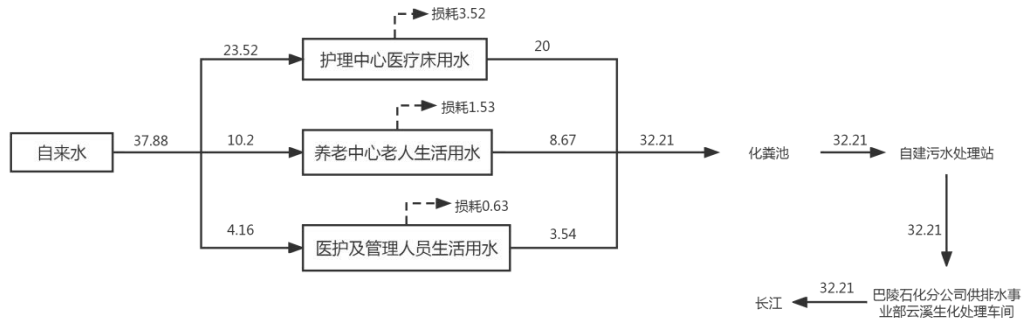 损耗3.52
23.52
护理中心医疗床用水
20
损耗1.53
自来水
37.88
10.2
养老中心老人生活用水
8.67
32.21
化粪池
32.21
自建污水处理站
损耗0.63
4.16
医护及管理人员生活用水
3.54
32.21
长江
32.21
巴陵石化分公司供排水事
业部云溪生化处理车间